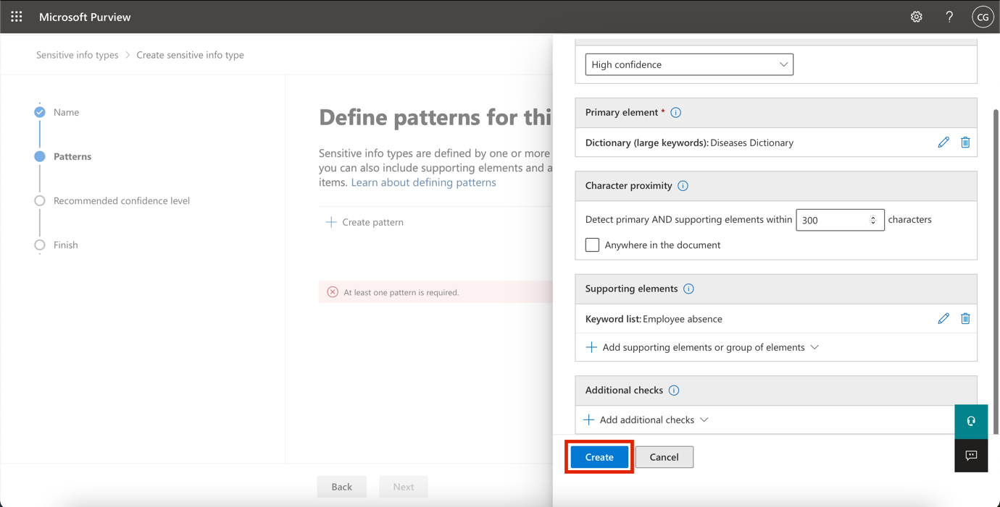 Microsoft Purview
?
CG
Sensitive info types > Create sensitive info type
Name
Patterns
Recommended confidence level
Finish
Define patterns for thi
Sensitive info types are defined by one or more
you can also include supporting elements and a
items. Learn about defining patterns
+ Create pattern
At least one pattern is required.
Back
Next
High confidence
Primary element *
Dictionary (large keywords): Diseases Dictionary
Character proximity
Detect primary AND supporting elements within 300 characters
Anywhere in the document
Supporting elements
Keyword list: Employee absence
+ Add supporting elements or group of elements
Additional checks
+ Add additional checks
Create
Cancel